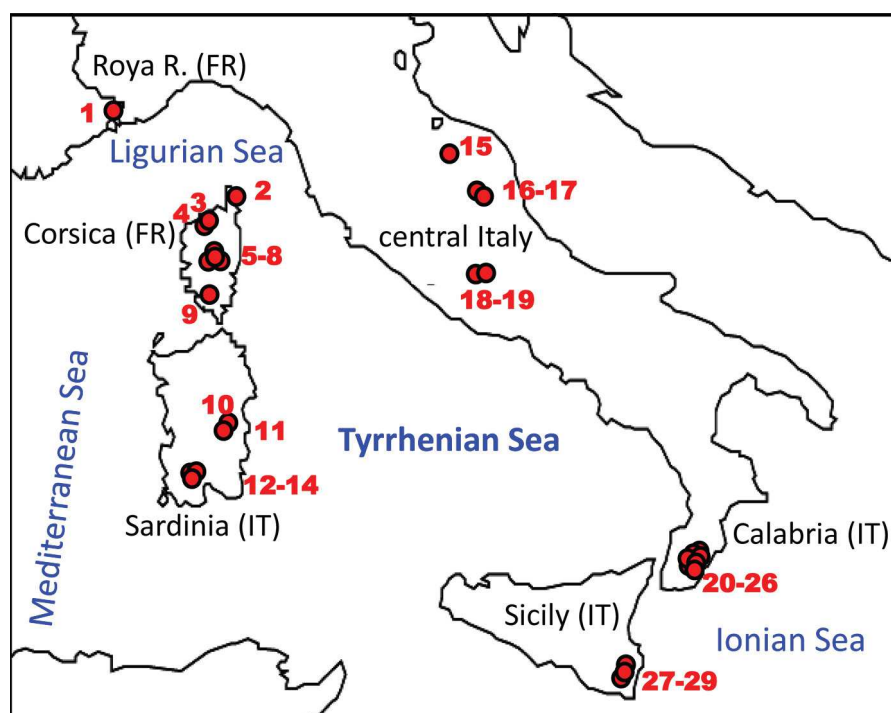 Roya R. (FR)
1
Ligurian Sea
15
2
3
16-17
4
Corsica (FR)
central Italy
5-8
18-19
9
Mediterranean Sea
10
11
Tyrrhenian Sea
12-14
Sardinia (IT)
Calabria (IT)
20-26
Sicily (IT)
Ionian Sea
27-29